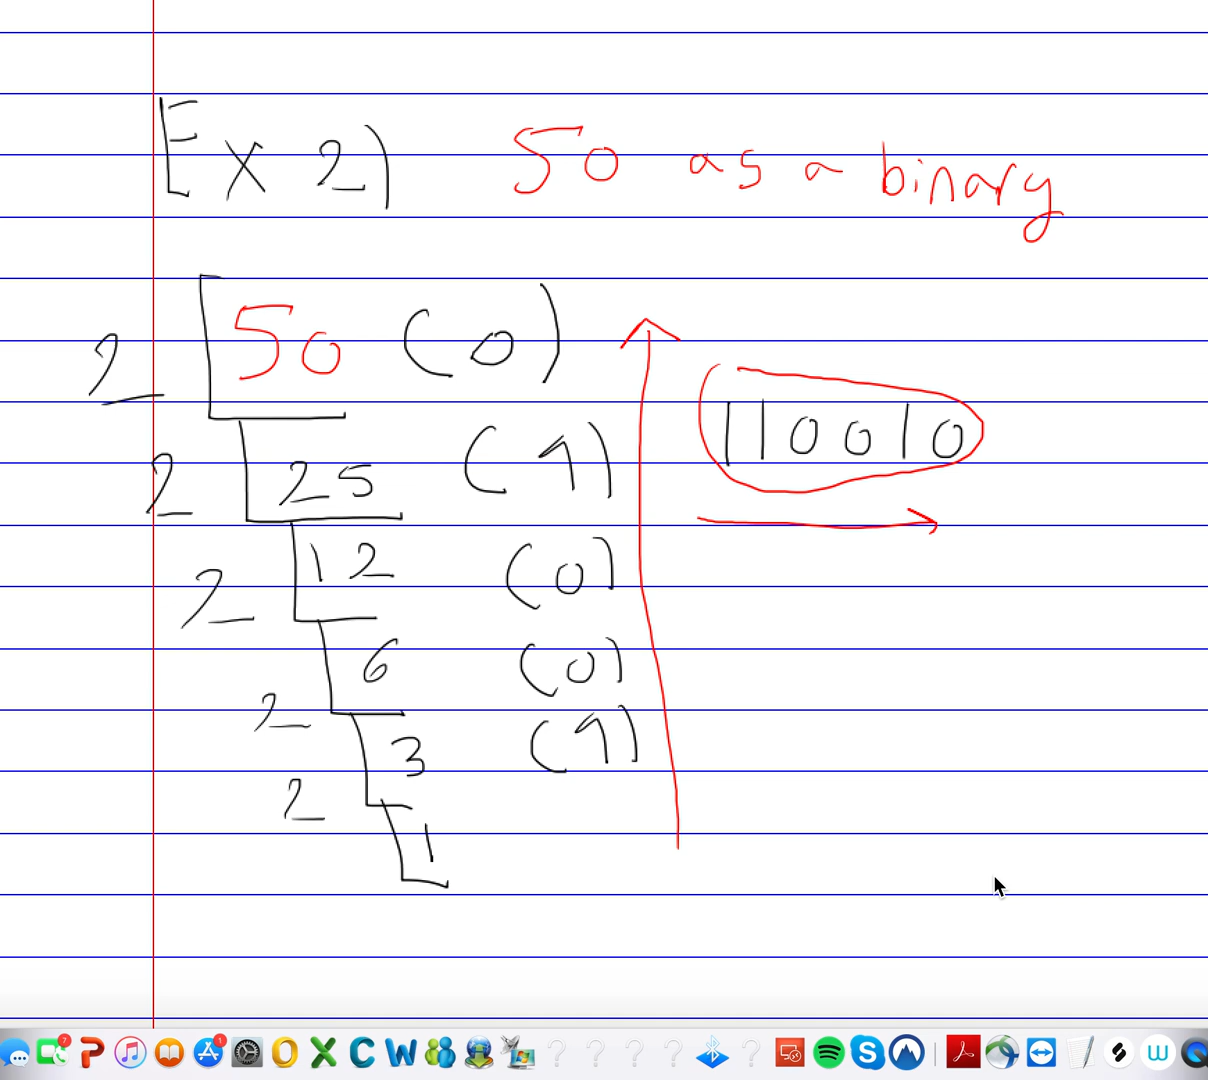 Ex 2) 50 as a binary
2 50 (0)
110010
2 25 (1)
2 12 (0)
2 6 (0)
2 3 (1)
1